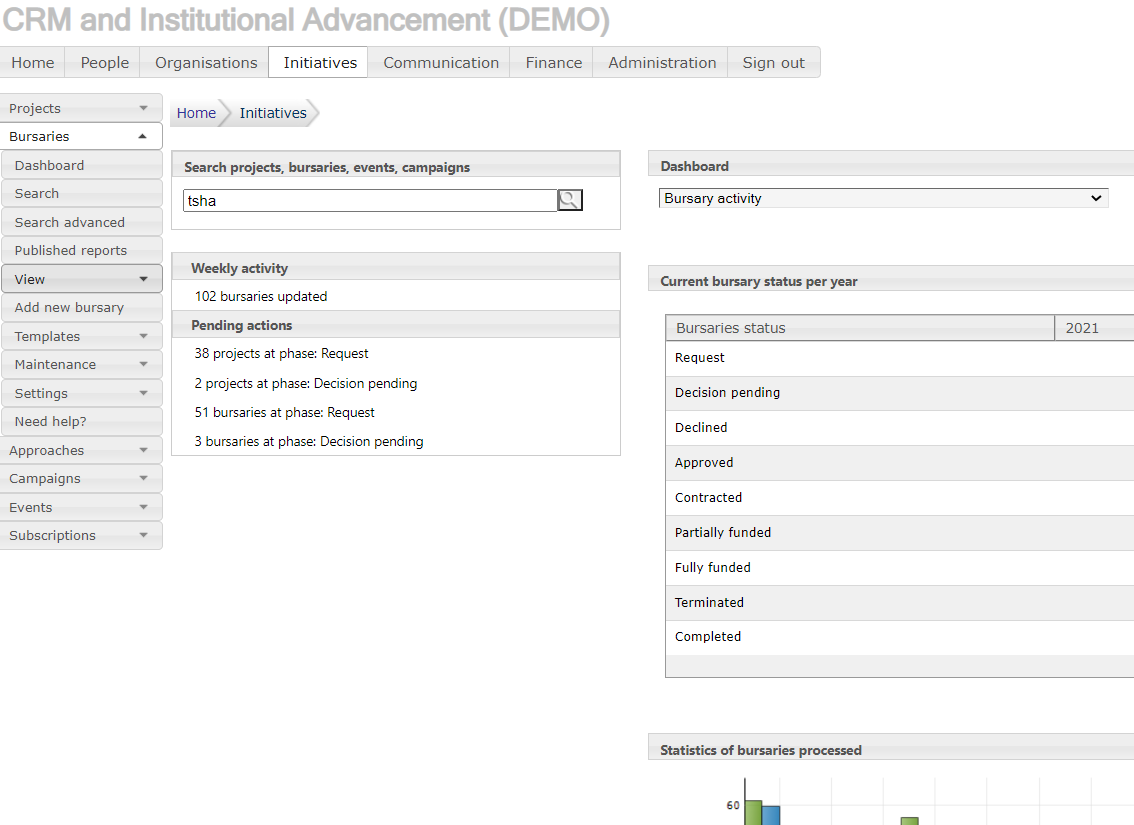 CRM and Institutional Advancement (DEMO)
Home People Organisations Initiatives Communication Finance Administration Sign out
Projects
Bursaries
Dashboard
Search
Search advanced
Published reports
View
Add new bursary
Templates
Maintenance
Settings
Need help?
Approaches
Campaigns
Events
Subscriptions
Home Initiatives
Search projects, bursaries, events, campaigns
tsha
Weekly activity
102 bursaries updated
Pending actions
38 projects at phase: Request
2 projects at phase: Decision pending
51 bursaries at phase: Request
3 bursaries at phase: Decision pending
Dashboard
Bursary activity
Current bursary status per year
Bursaries status 2021
Request
Decision pending
Declined
Approved
Contracted
Partially funded
Fully funded
Terminated
Completed
Statistics of bursaries processed
60